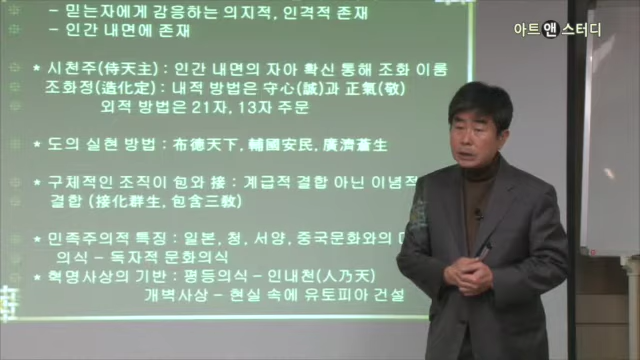 - 믿는자에게 감응하는 의지적, 인격적 존재
- 인간 내면에 존재
* 시천주(侍天主) : 인간 내면의 자아 확신 통해 조화 이룸
조화정(造化定) : 내적 방법은 守心(誠)과 正氣(敬)
외적 방법은 21자, 13자 주문
* 도의 실현 방법 : 布德天下, 輔國安民, 廣濟蒼生
* 구체적인 조직이 包와 接 : 계급적 결합 아닌 이념적
결합 (接化群生, 包含三敎)
* 민족주의적 특징 : 일본, 청, 서양, 중국문화와의
의식 - 독자적 문화의식
* 혁명사상의 기반 : 평등의식 - 인내천(人乃天)
개벽사상 - 현실 속에 유토피아 건설
아트앤스터디